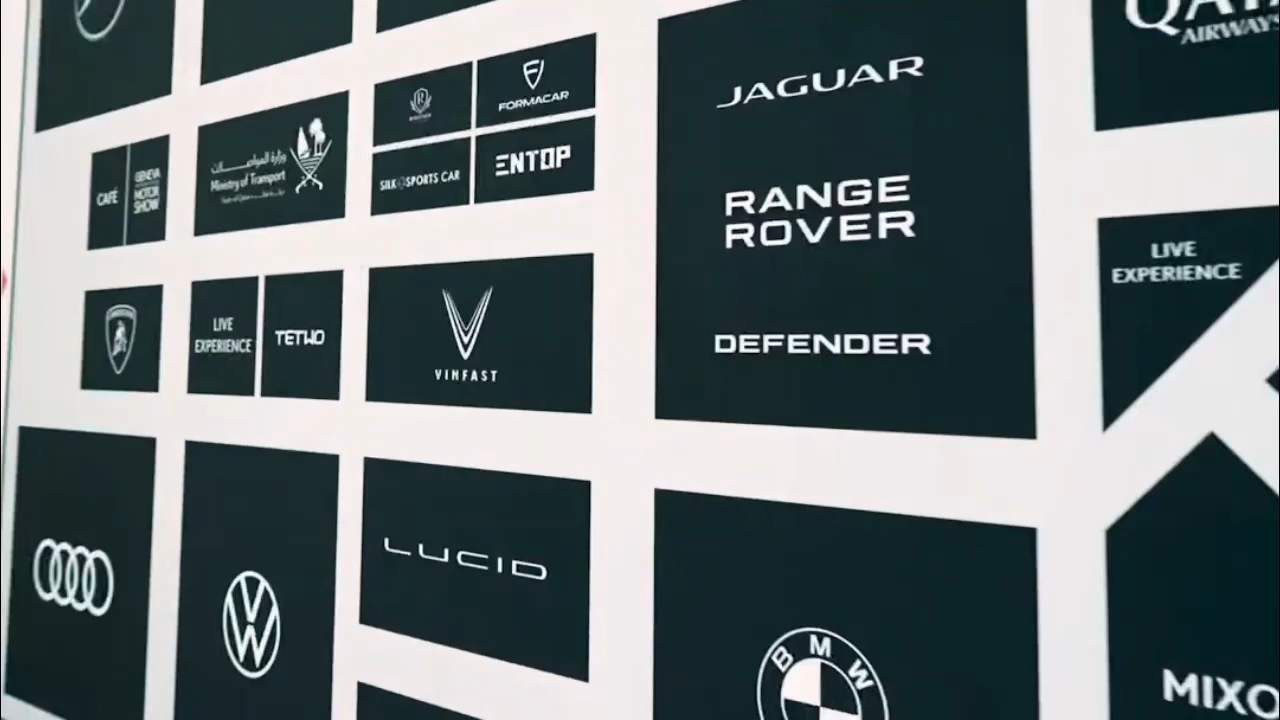 QATAR
AIRWAYS
JAGUAR
RANGE
ROVER
DEFENDER
FORMACAR
SILK SPORTS CAR
ENTOP
وزارة المواصلات
Ministry of Transport
CAFÉ
GENEVA
MOTOR
SHOW
LIVE
EXPERIENCE
TETWO
VINFAST
LIVE
EXPERIENCE
LUCID
BMW
MIXO